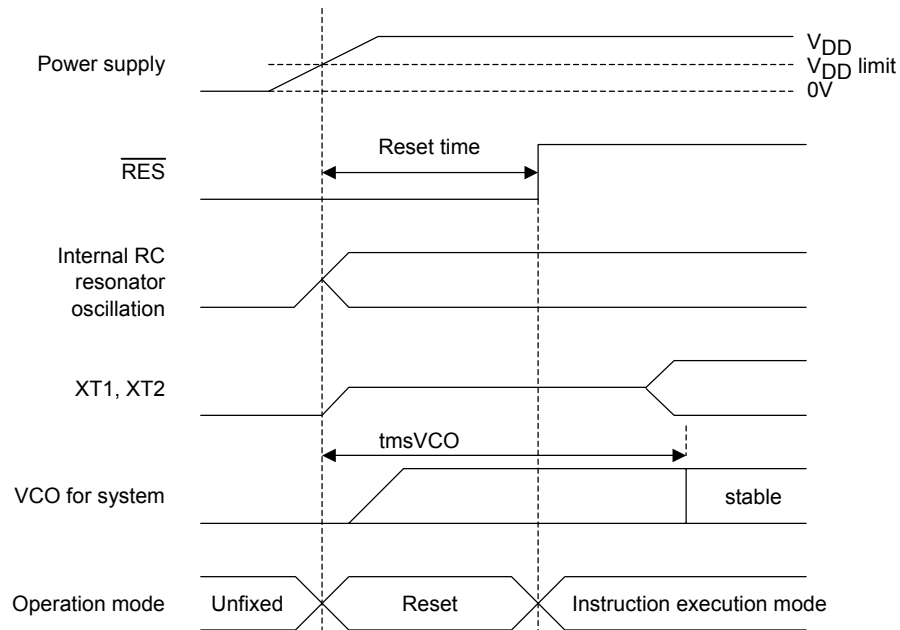 Power supply
VDD
VDD limit
0V
RES
Reset time
Internal RC
resonator
oscillation
XT1, XT2
tmsVCO
VCO for system
stable
Operation mode
Unfixed
Reset
Instruction execution mode